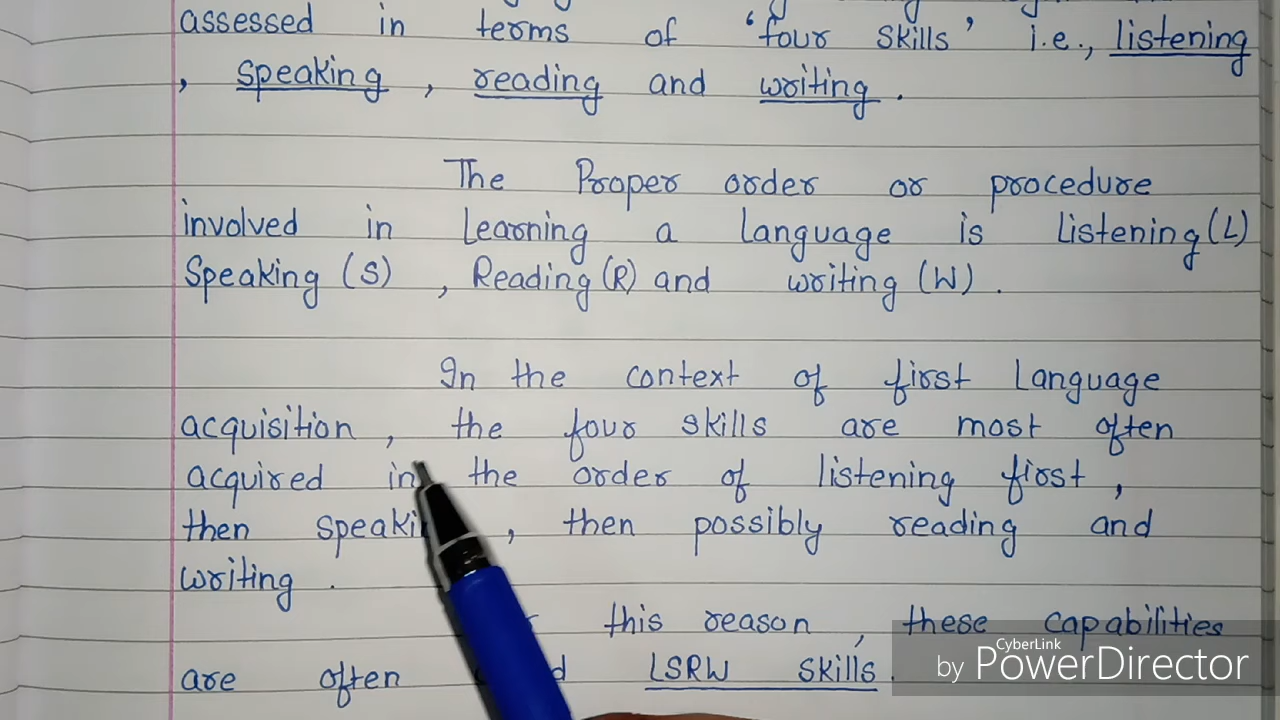 assessed in terms of 'four skills' i.e., listening
, speaking , reading and writing .
The Proper order or procedure
involved in Learning a language is Listening (L)
Speaking (S) , Reading (R) and writing (W) .
In the context of first Language
acquisition , the four skills are most often
acquired in the order of listening first ,
then , then possibly reading and
writing .
this reason , these capabilities
are often LSRW skills .
CyberLink
by PowerDirector